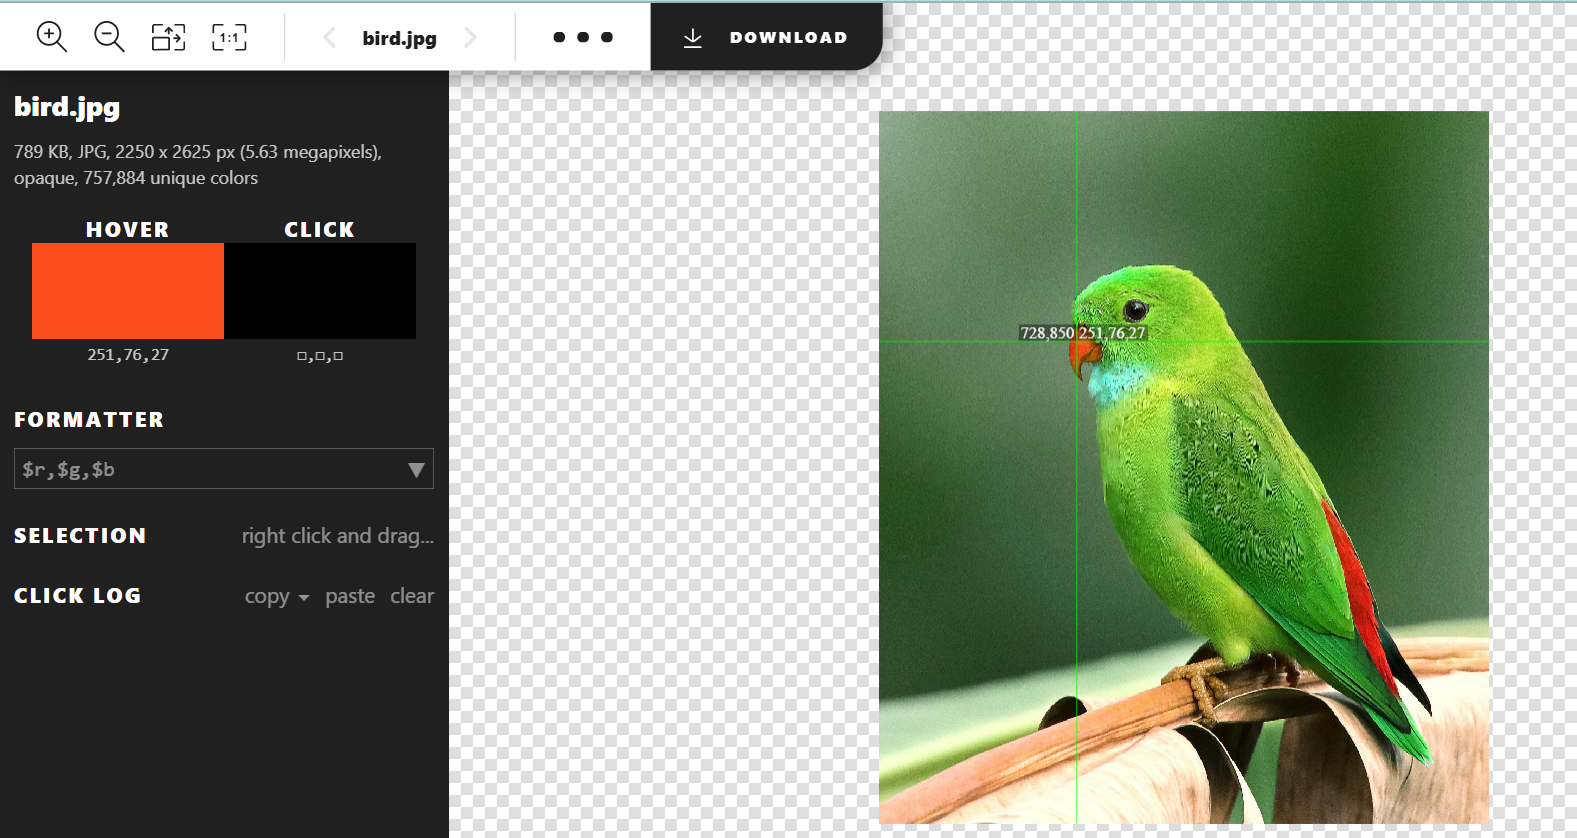 1:1
bird.jpg
DOWNLOAD
bird.jpg
789 KB, JPG, 2250 x 2625 px (5.63 megapixels),
opaque, 757,884 unique colors
HOVER CLICK
251,76,27 □,□,□
FORMATTER
$r,$g,$b
SELECTION right click and drag...
CLICK LOG copy paste clear
728,850 251,76,27